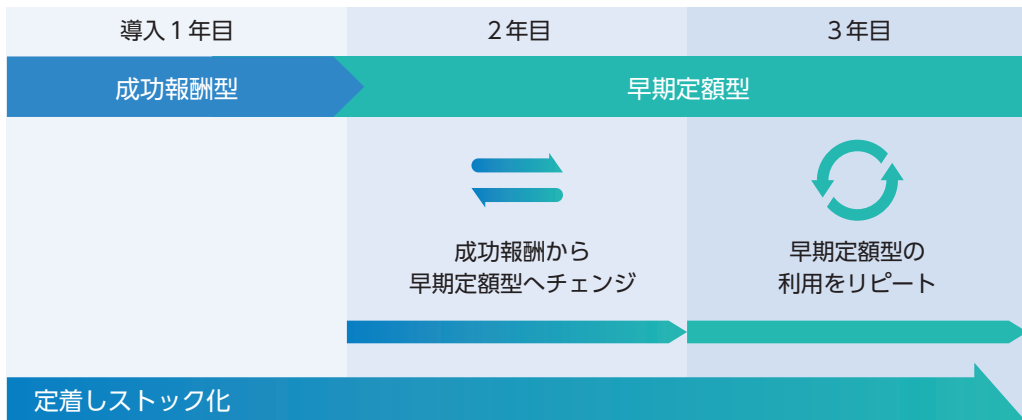 導入1年目
2年目
3年目
成功報酬型
早期定額型
成功報酬から
早期定額型へチェンジ
早期定額型の
利用をリピート
定着しストック化